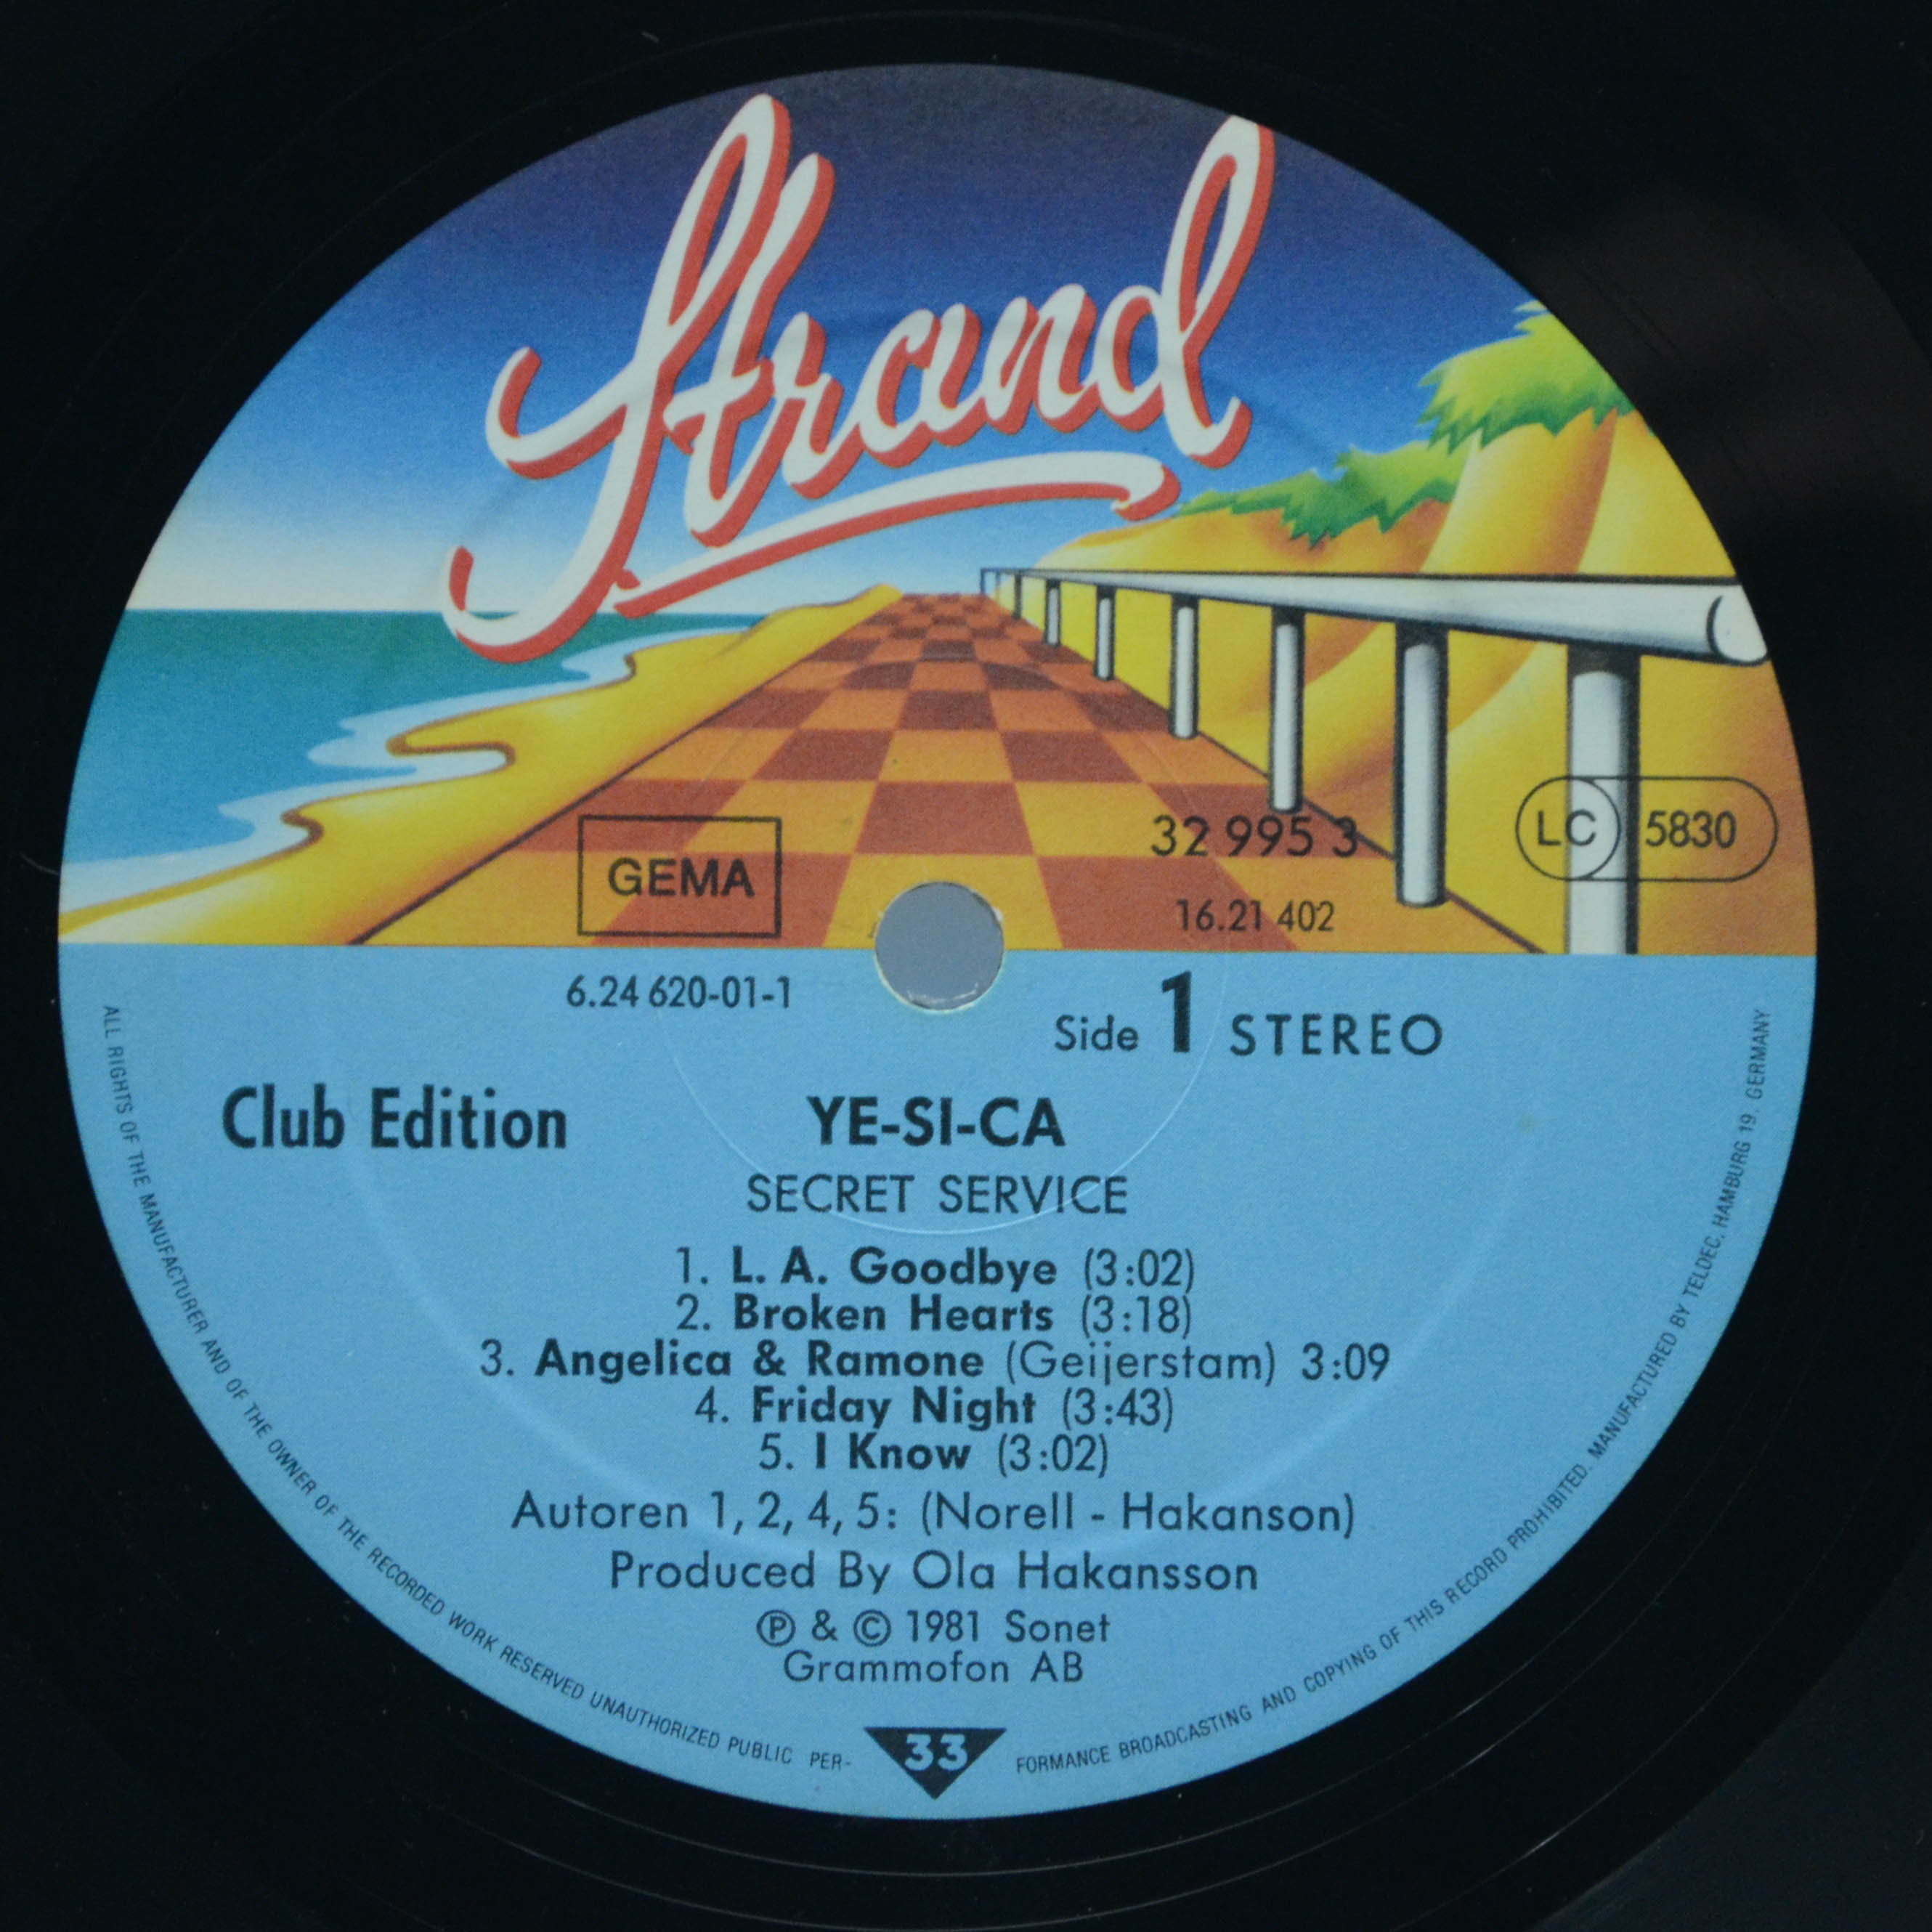 Strand
GEMA
32 995 3
16.21 402
LC 5830
6.24 620-01-1
Side 1 STEREO
Club Edition
YE-SI-CA
SECRET SERVICE
1. L. A. Goodbye (3:02)
2. Broken Hearts (3:18)
3. Angelica & Ramone (Geijerstam) 3:09
4. Friday Night (3:43)
5. I Know (3:02)
Autoren 1, 2, 4, 5: (Norell - Hakanson)
Produced By Ola Hakansson
Ⓟ & © 1981 Sonet
Grammofon AB
33
ALL RIGHTS OF THE MANUFACTURER AND OF THE OWNER OF THE RECORDED WORK RESERVED UNAUTHORIZED PUBLIC PER-
FORMANCE BROADCASTING AND COPYING OF THIS RECORD PROHIBITED. MANUFACTURED BY TELDEC, HAMBURG 19. GERMANY